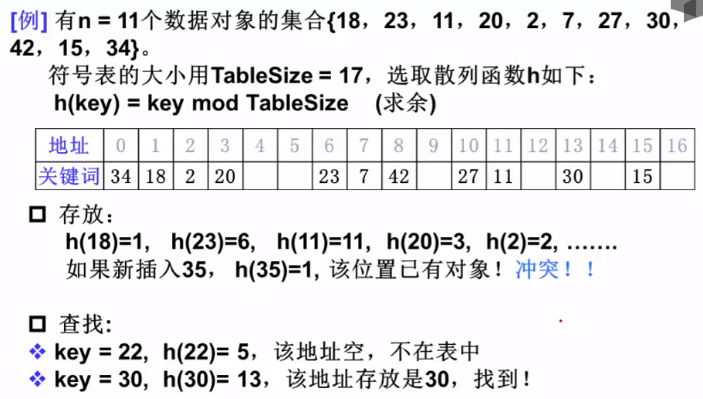 [例] 有n = 11个数据对象的集合{18，23，11，20，2，7，27，30，
42，15，34}。
符号表的大小用TableSize = 17，选取散列函数h如下：
h(key) = key mod TableSize (求余)
地址 0 1 2 3 4 5 6 7 8 9 10 11 12 13 14 15 16
关键词 34 18 2 20 23 7 42 27 11 30 15
存放：
h(18)=1, h(23)=6, h(11)=11, h(20)=3, h(2)=2, …….
如果新插入35， h(35)=1, 该位置已有对象！冲突！！
查找:
key = 22, h(22)= 5，该地址空，不在表中
key = 30, h(30)= 13，该地址存放是30，找到！